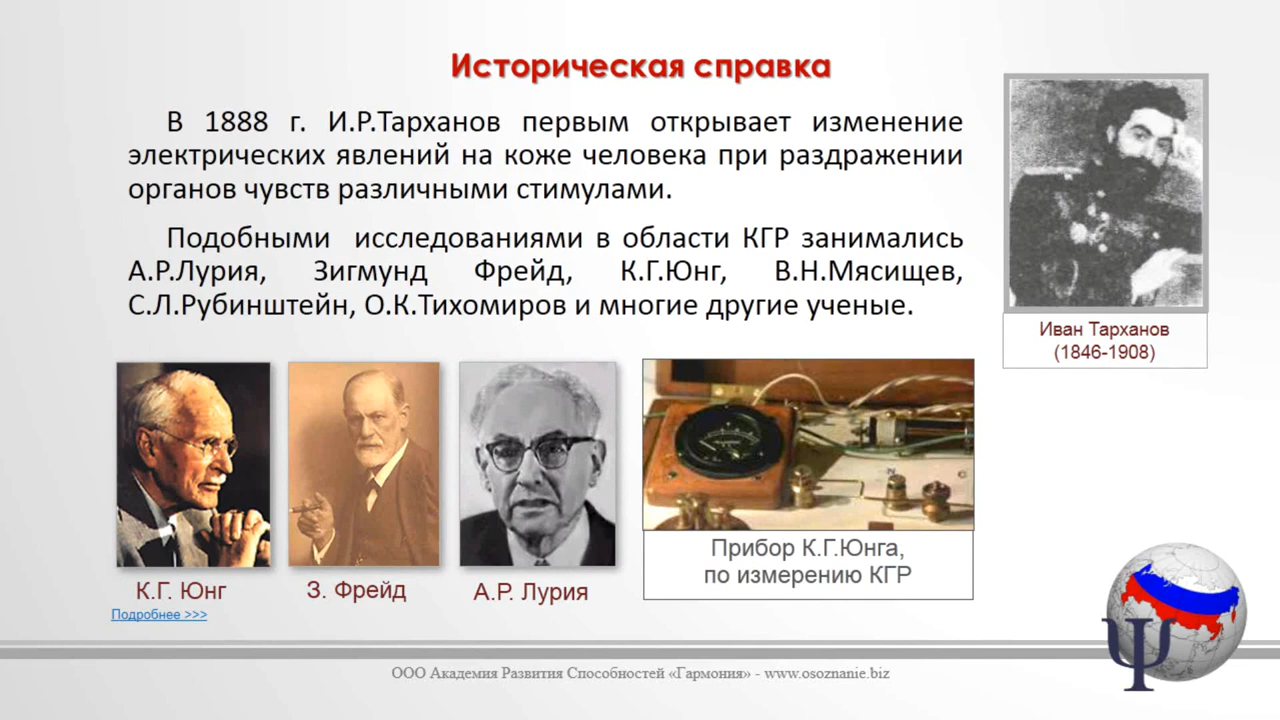 Историческая справка
В 1888 г. И.Р.Тарханов первым открывает изменение
электрических явлений на коже человека при раздражении
органов чувств различными стимулами.
Подобными исследованиями в области КГР занимались
А.Р.Лурия, Зигмунд Фрейд, К.Г.Юнг, В.Н.Мясищев,
С.Л.Рубинштейн, О.К.Тихомиров и многие другие ученые.
Иван Тарханов
(1846-1908)
К.Г. Юнг
З. Фрейд
А.Р. Лурия
Прибор К.Г.Юнга,
по измерению КГР
Подробнее >>>
Ψ
ООО Академия Развития Способностей «Гармония» - www.osoznanie.biz